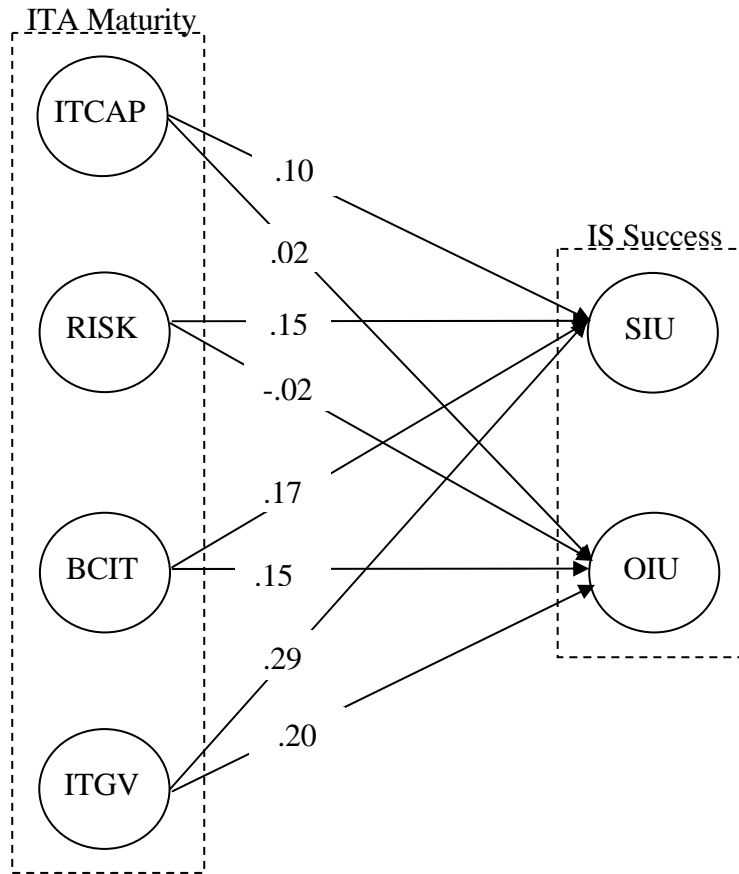 ITA Maturity
ITCAP
.10
.02
IS Success
RISK
.15
SIU
-.02
.17
BCIT
.15
OIU
.29
.20
ITGV